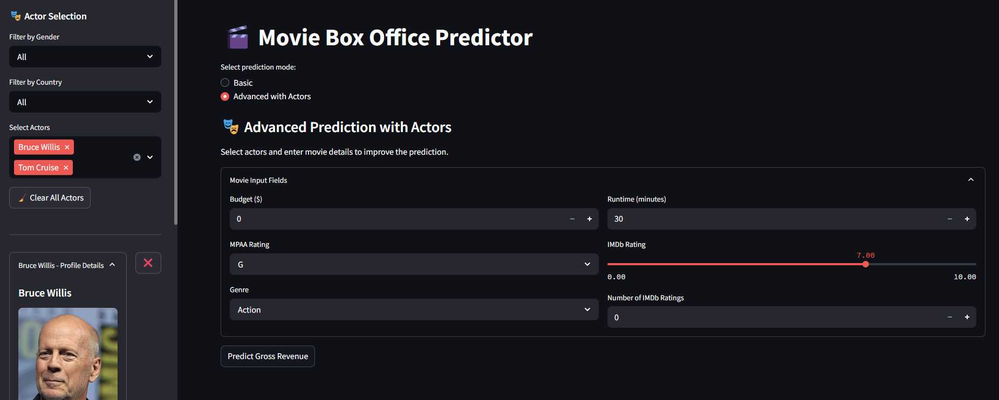 Actor Selection
Filter by Gender
All
Filter by Country
All
Select Actors
Bruce Willis ×
Tom Cruise ×
Clear All Actors
Bruce Willis - Profile Details
Bruce Willis
Movie Box Office Predictor
Select prediction mode:
Basic
Advanced with Actors
Advanced Prediction with Actors
Select actors and enter movie details to improve the prediction.
Movie Input Fields
Budget ($)
0
MPAA Rating
G
Genre
Action
Runtime (minutes)
30
IMDb Rating
7.00
0.00 10.00
Number of IMDb Ratings
0
Predict Gross Revenue